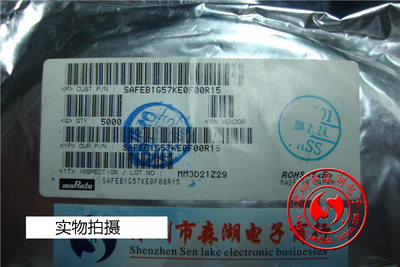 <P> CUST P/N : SAFEB1G57KE0F00R15
<Q> QTY : 5000
<V> VENDOR :
<1P> OUR P/N : SAFEB1G57KE0F00R15
<1T> INSPECTION / LOT NO : MM3D21Z29
SAFEB1G57KE0F00R15
ROHS
muRata
实物拍摄
圳市森湖电子
Shenzhen Sen lake electronic businesses